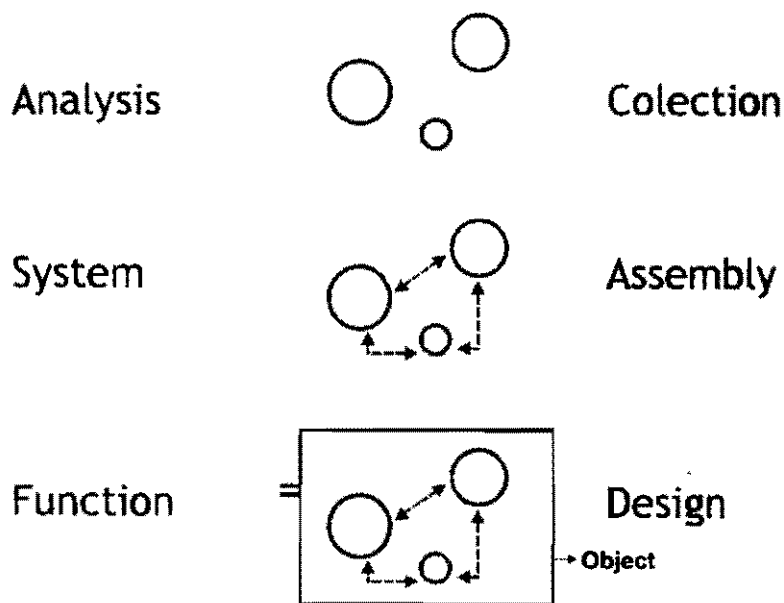 Analysis
Colection
System
Assembly
Function
Design
Object